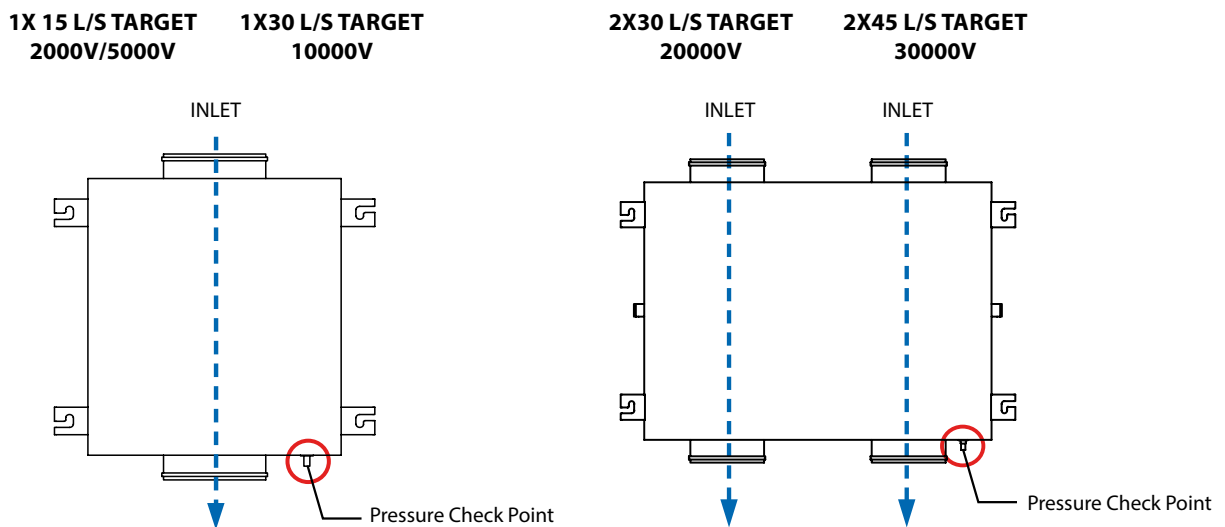 1X 15 L/S TARGET
2000V/5000V
1X30 L/S TARGET
10000V
2X30 L/S TARGET
20000V
2X45 L/S TARGET
30000V
INLET
INLET
INLET
Pressure Check Point
Pressure Check Point